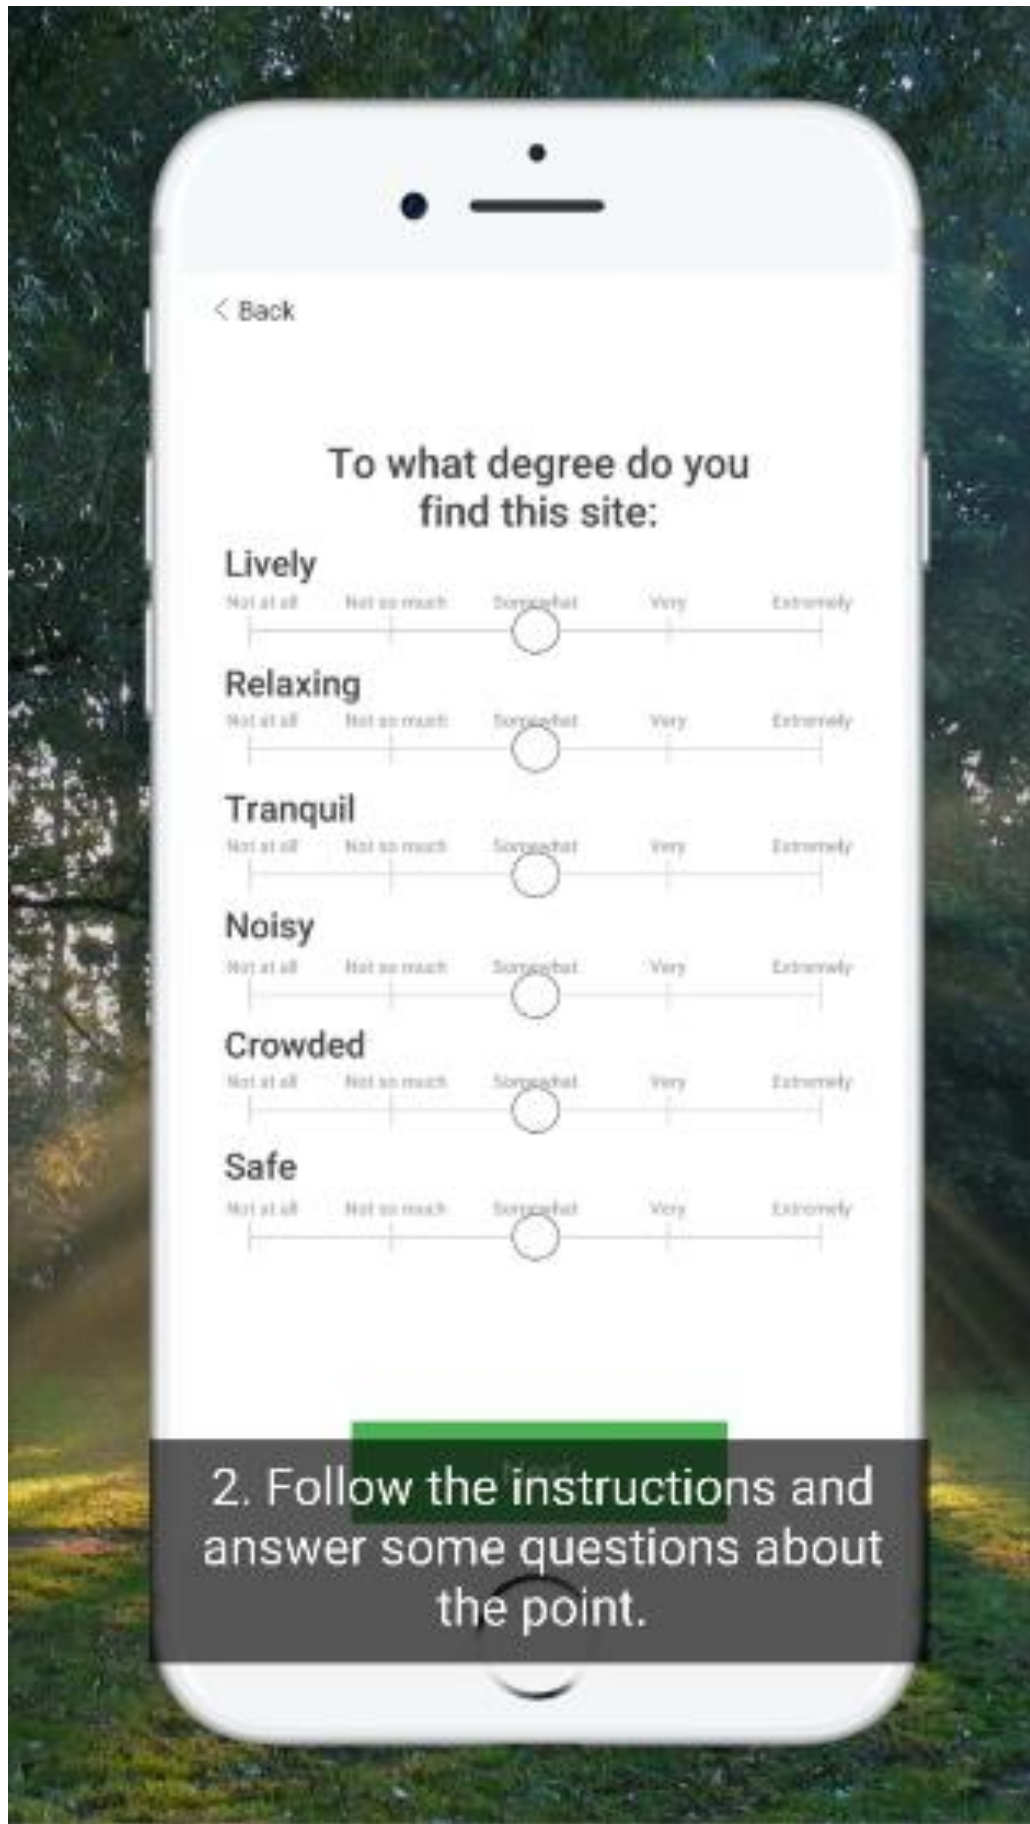 < Back
To what degree do you
find this site:
Lively
Not at all Not so much Somewhat Very Extremely
Relaxing
Not at all Not so much Somewhat Very Extremely
Tranquil
Not at all Not so much Somewhat Very Extremely
Noisy
Not at all Not so much Somewhat Very Extremely
Crowded
Not at all Not so much Somewhat Very Extremely
Safe
Not at all Not so much Somewhat Very Extremely
2. Follow the instructions and
answer some questions about
the point.